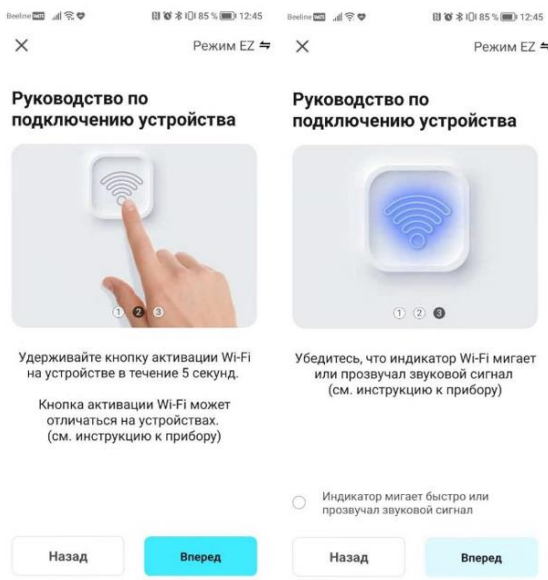 Beeline 85 % 12:45
Режим EZ
Руководство по
подключению устройства
1 2 3
Удерживайте кнопку активации Wi-Fi
на устройстве в течение 5 секунд.
Кнопка активации Wi-Fi может
отличаться на устройствах.
(см. инструкцию к прибору)
Назад
Вперед
Beeline 85 % 12:45
Режим EZ
Руководство по
подключению устройства
1 2 3
Убедитесь, что индикатор Wi-Fi мигает
или прозвучал звуковой сигнал
(см. инструкцию к прибору)
Индикатор мигает быстро или
прозвучал звуковой сигнал
Назад
Вперед